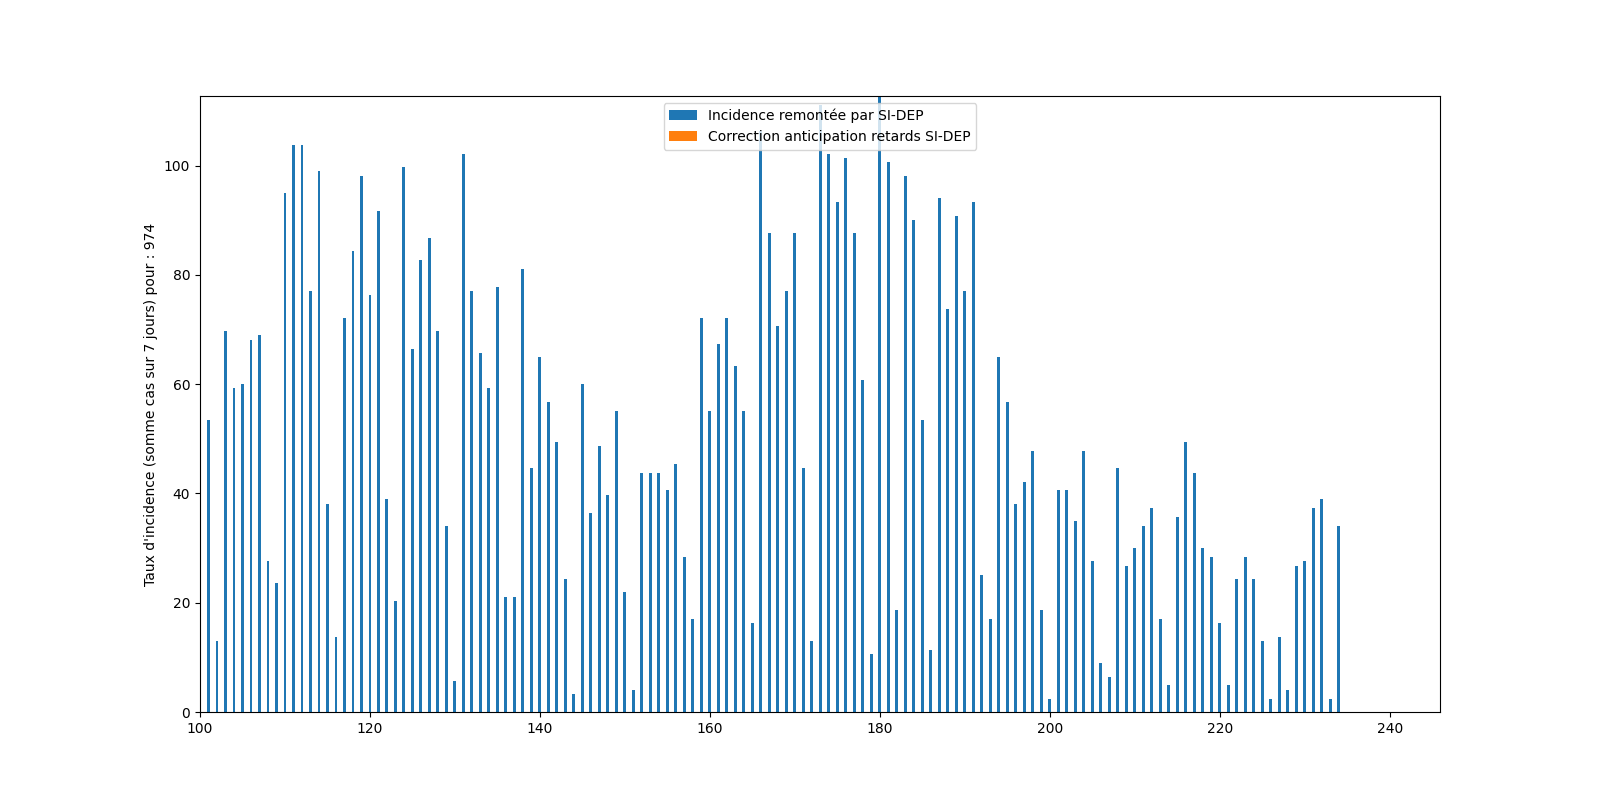 Incidence remontée par SI-DEP
Correction anticipation retards SI-DEP
Taux d'incidence (somme cas sur 7 jours) pour : 974
100
80
60
40
20
0
100 120 140 160 180 200 220 240